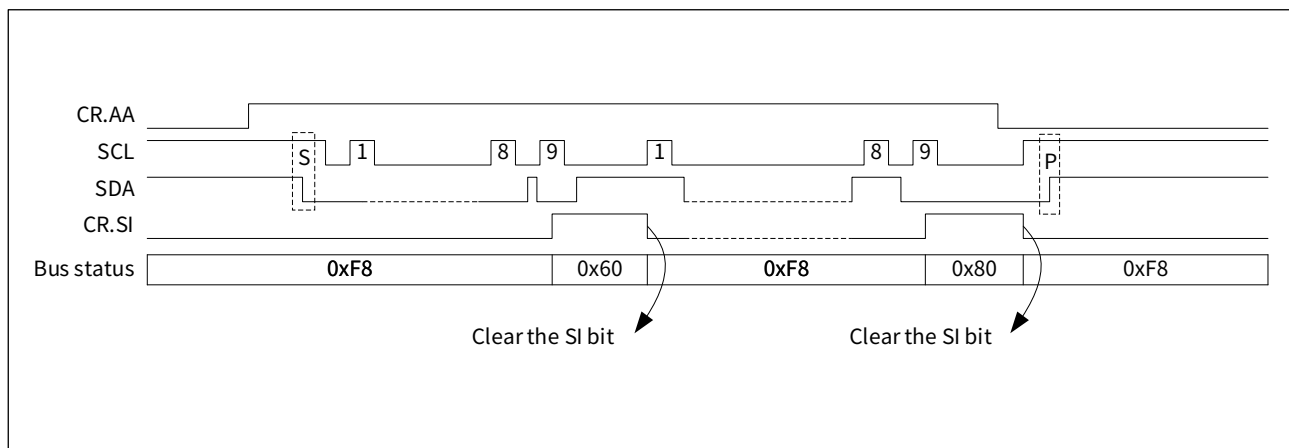 CR.AA
SCL S 1 8 9 1 8 9 P
SDA
CR.SI
Bus status 0xF8 0x60 0xF8 0x80 0xF8
Clear the SI bit Clear the SI bit